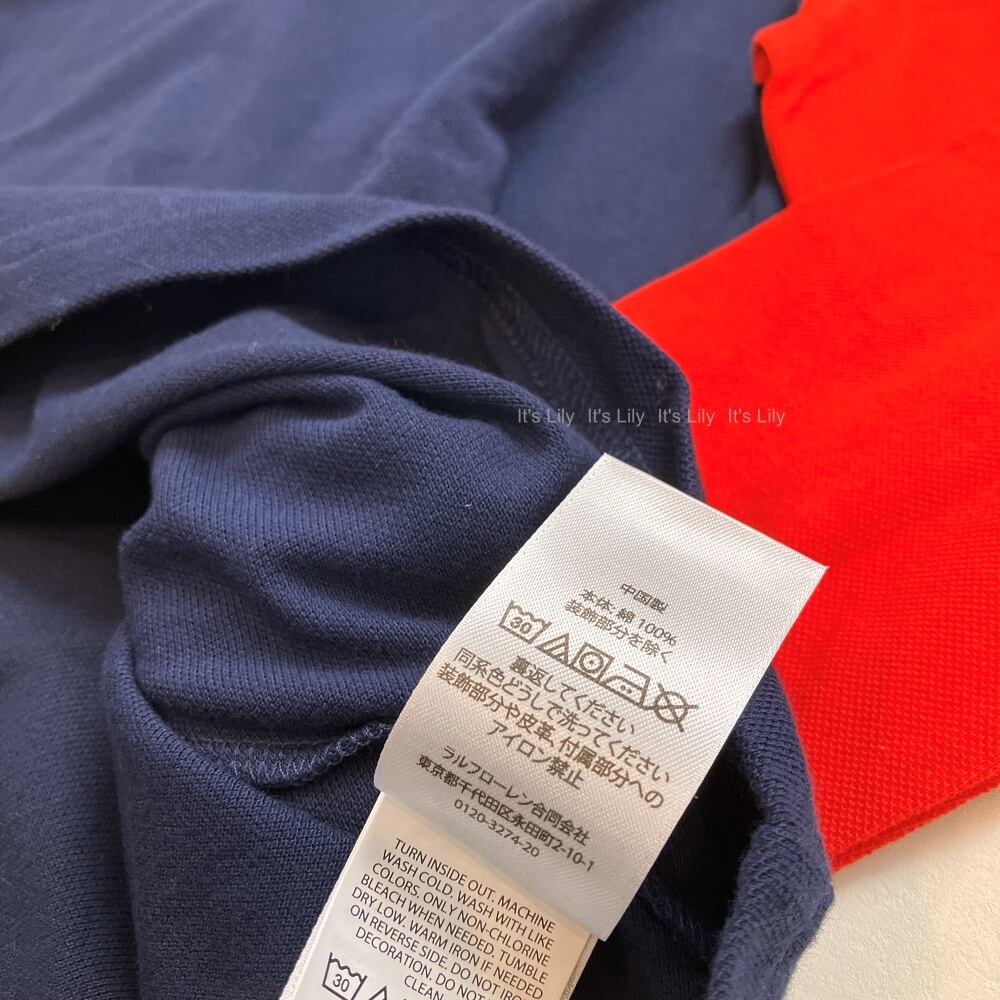 It's Lily It's Lily It's Lily It's Lily
中国製
本体: 綿 100%
装飾部分を除く
30
裏返してください
同系色どうしで洗ってください
装飾部分や皮革、付属部分への
アイロン禁止
ラルフローレン合同会社
東京都千代田区永田町2-10-1
0120-3274-20
TURN INSIDE OUT. MACHINE
WASH COLD. WASH WITH LIKE
COLORS. ONLY NON-CHLORINE
BLEACH WHEN NEEDED. TUMBLE
DRY LOW. WARM IRON IF NEEDED
ON REVERSE SIDE. DO NOT IRON
DECORATION. DO NOT
CLEAN
30